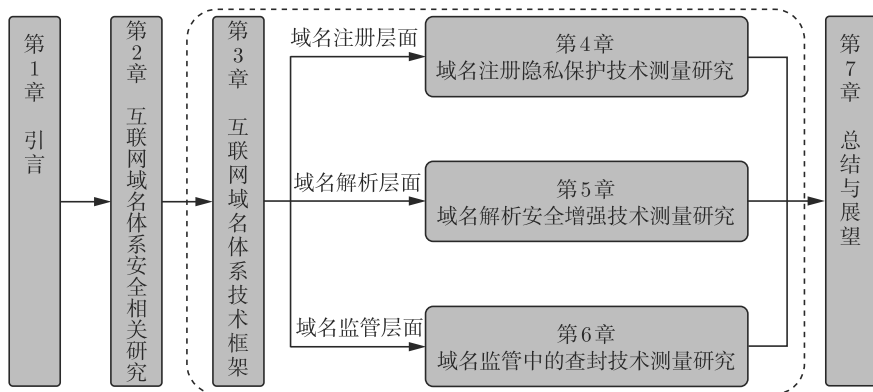 第1章 引言
第2章 互联网域名体系安全相关研究
第3章 互联网域名体系技术框架
域名注册层面
第4章
域名注册隐私保护技术测量研究
域名解析层面
第5章
域名解析安全增强技术测量研究
域名监管层面
第6章
域名监管中的查封技术测量研究
第7章 总结与展望